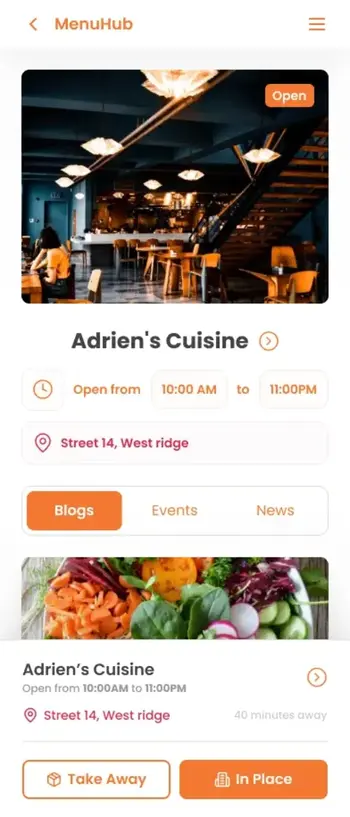 MenuHub
Open
Adrien's Cuisine
Open from 10:00 AM to 11:00PM
Street 14, West ridge
Blogs Events News
Adrien’s Cuisine
Open from 10:00AM to 11:00PM
Street 14, West ridge 40 minutes away
Take Away In Place